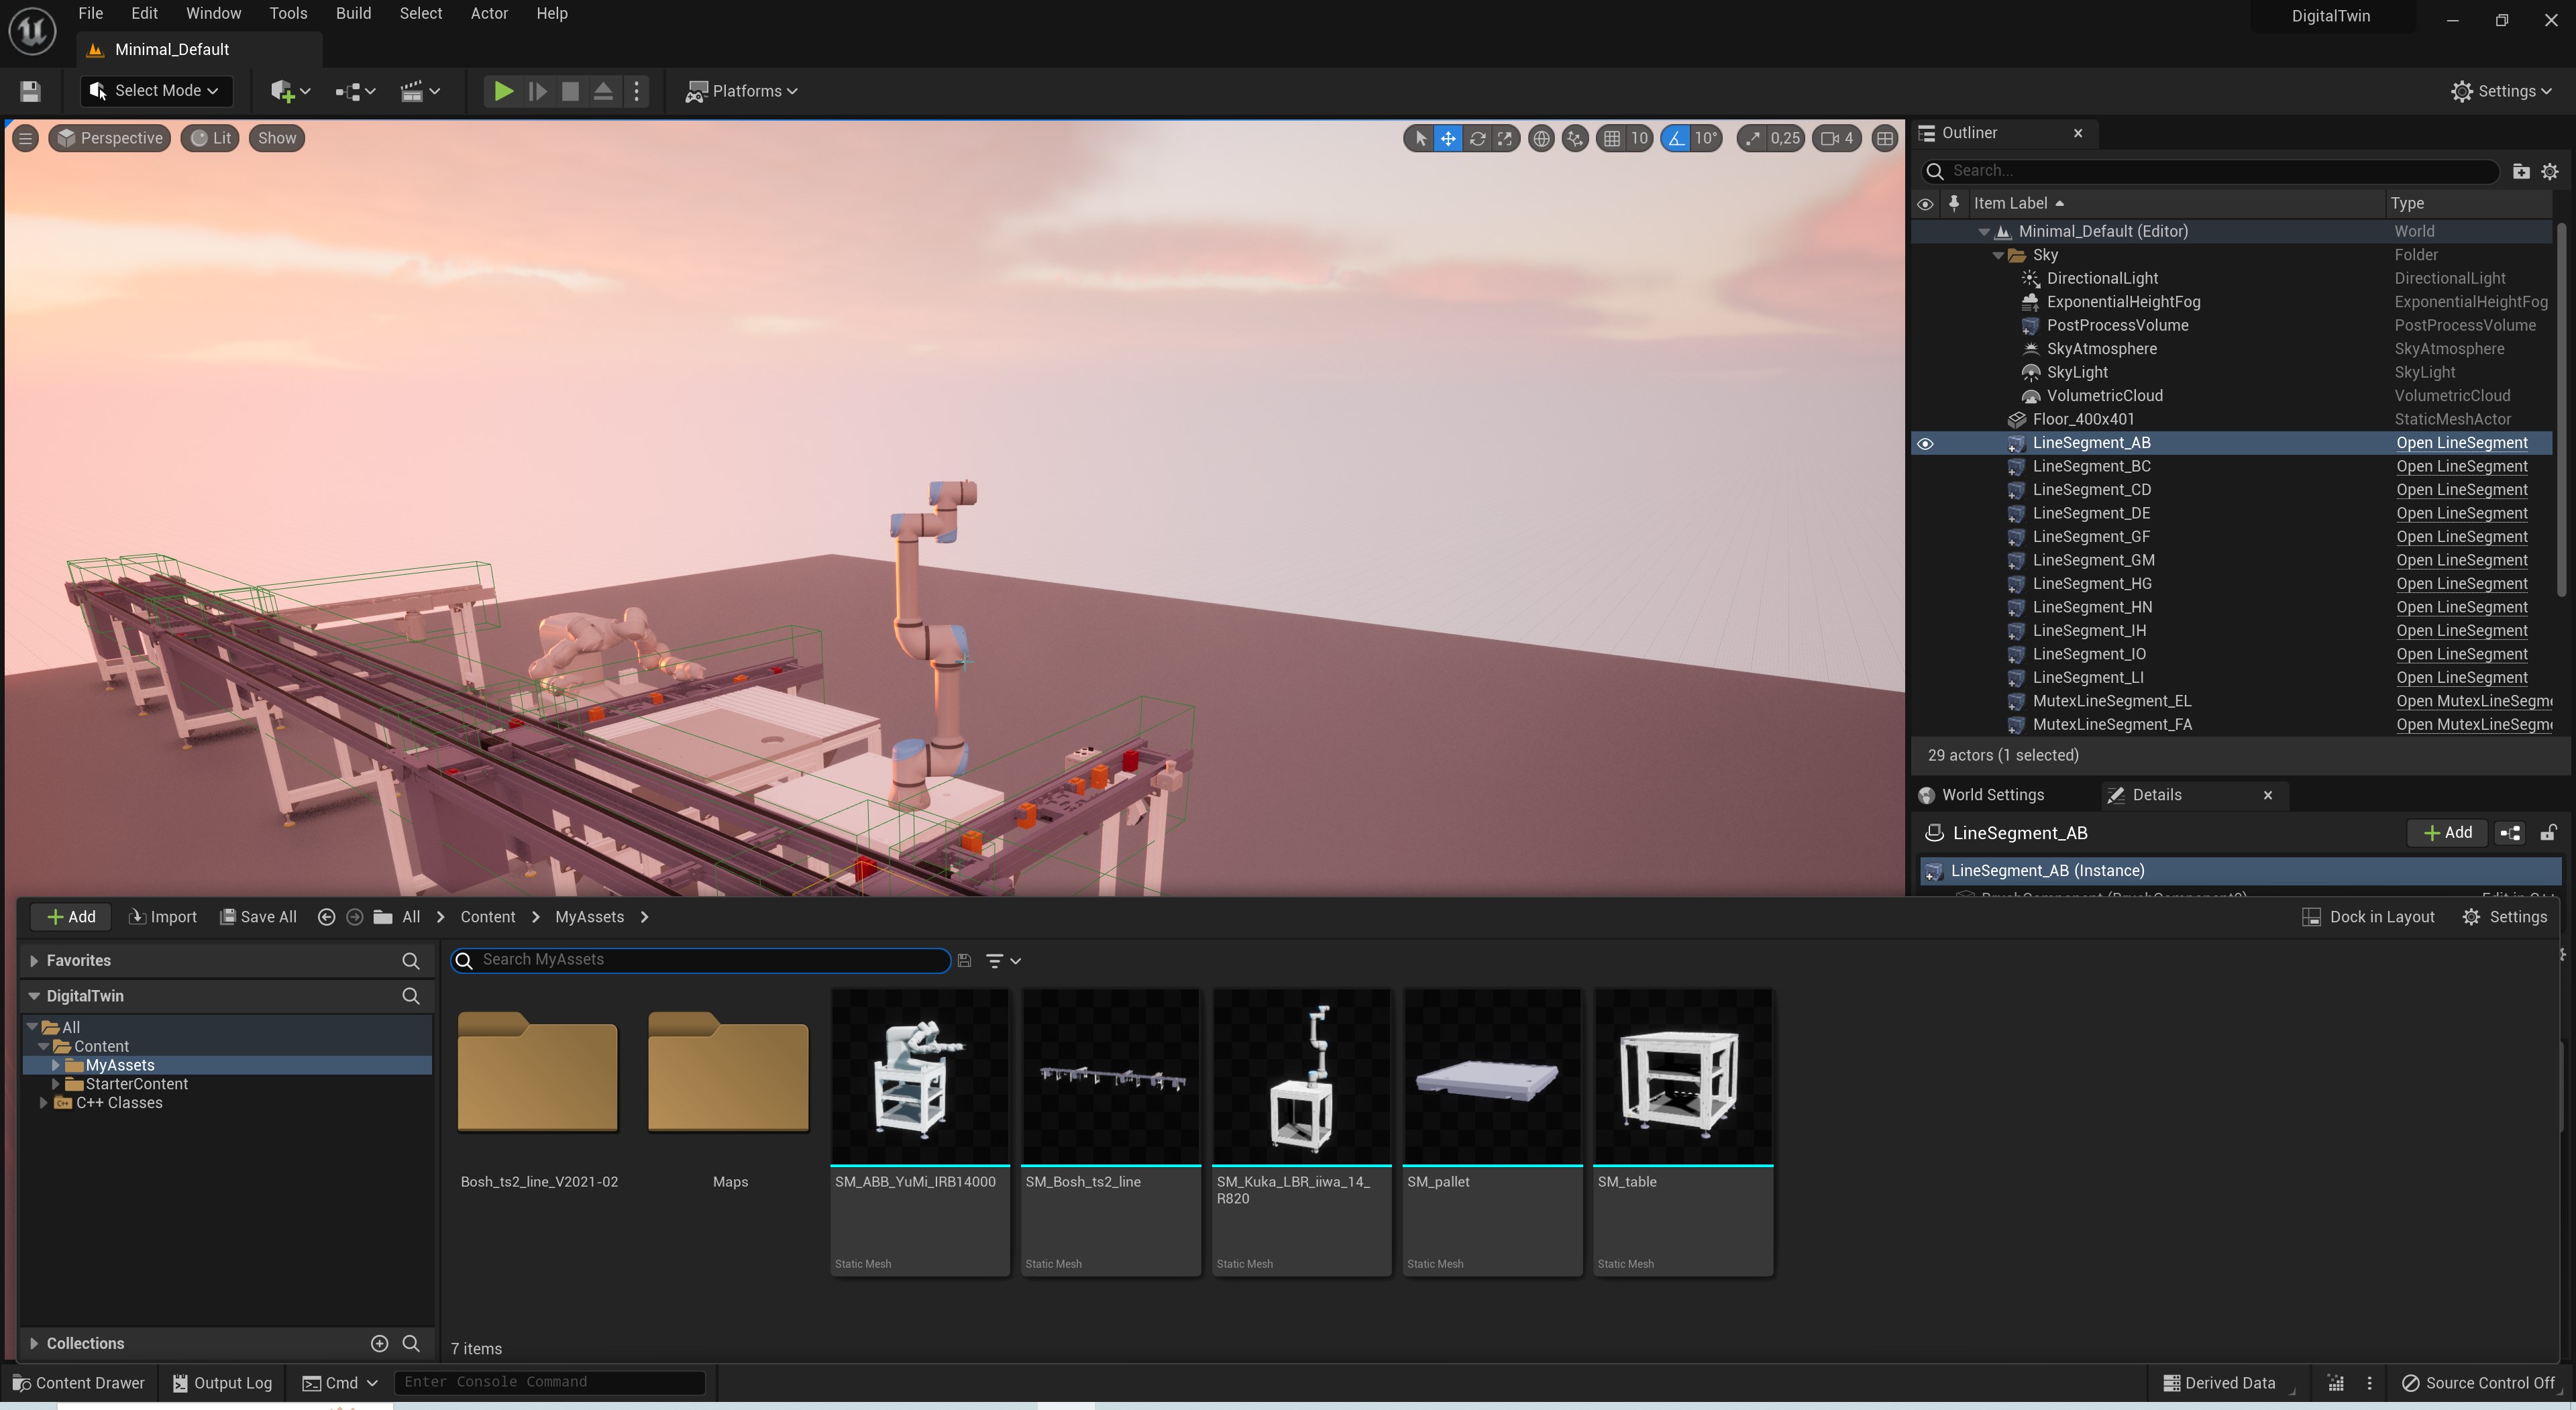 File Edit Window Tools Build Select Actor Help
DigitalTwin
Minimal_Default
Select Mode
Platforms
Settings
Perspective Lit Show
10 10° 0,25 4
Outliner
Search...
Item Label Type
Minimal_Default (Editor) World
Sky Folder
DirectionalLight DirectionalLight
ExponentialHeightFog ExponentialHeightFog
PostProcessVolume PostProcessVolume
SkyAtmosphere SkyAtmosphere
SkyLight SkyLight
VolumetricCloud VolumetricCloud
Floor_400x401 StaticMeshActor
LineSegment_AB Open LineSegment
LineSegment_BC Open LineSegment
LineSegment_CD Open LineSegment
LineSegment_DE Open LineSegment
LineSegment_GF Open LineSegment
LineSegment_GM Open LineSegment
LineSegment_HG Open LineSegment
LineSegment_HN Open LineSegment
LineSegment_IH Open LineSegment
LineSegment_IO Open LineSegment
LineSegment_LI Open LineSegment
MutexLineSegment_EL Open MutexLineSegm
MutexLineSegment_FA Open MutexLineSegm
29 actors (1 selected)
World Settings Details
LineSegment_AB
Add
LineSegment_AB (Instance)
Add Import Save All All Content MyAssets
Dock in Layout Settings
Favorites
DigitalTwin
All
Content
MyAssets
StarterContent
C++ Classes
Collections
Search MyAssets
Bosh_ts2_line_V2021-02
Maps
SM_ABB_YuMi_IRB14000
Static Mesh
SM_Bosh_ts2_line
Static Mesh
SM_Kuka_LBR_iiwa_14_
R820
Static Mesh
SM_pallet
Static Mesh
SM_table
Static Mesh
7 items
Content Drawer Output Log Cmd Enter Console Command
Derived Data Source Control Off